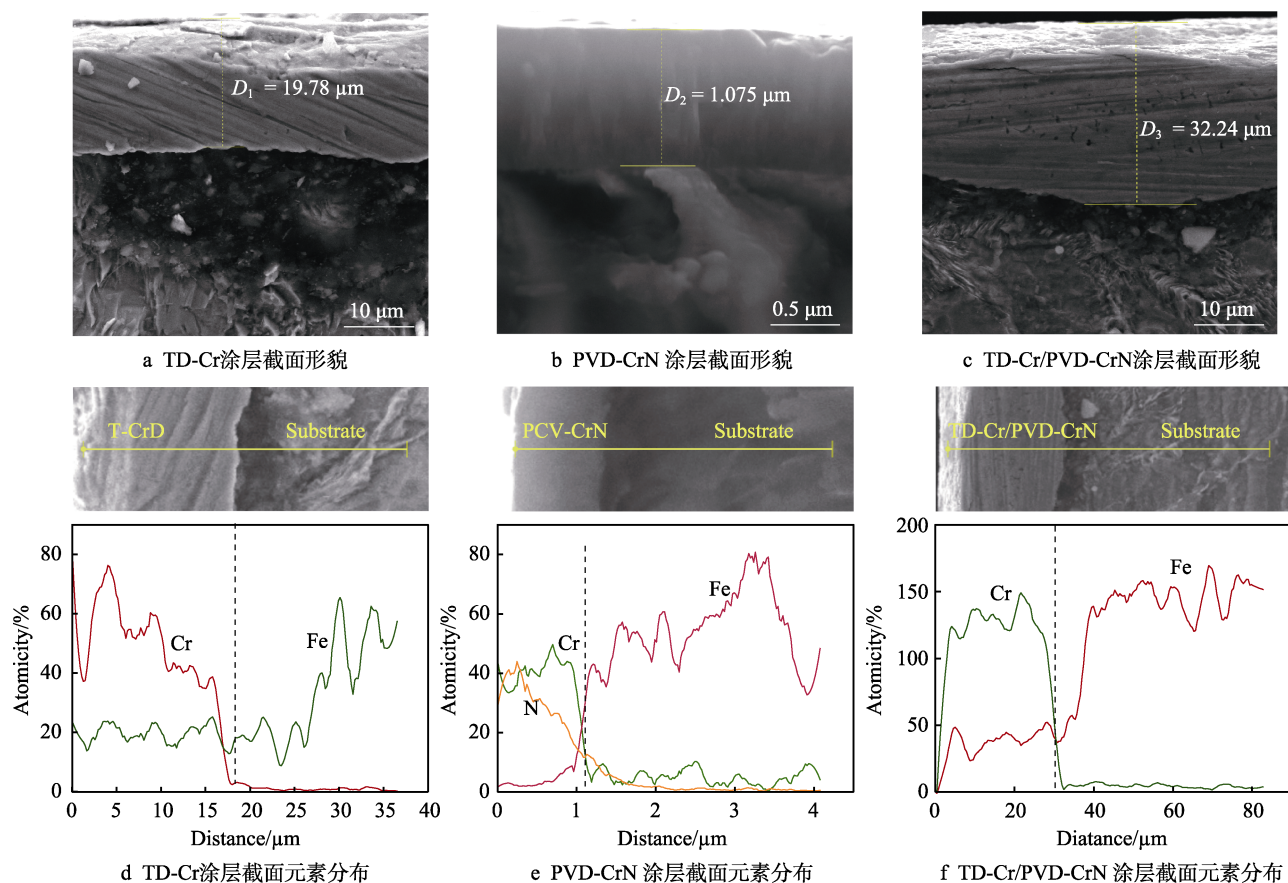 D₁ = 19.78 μm
10 μm
D₂ = 1.075 μm
0.5 μm
D₃ = 32.24 μm
10 μm
a TD-Cr涂层截面形貌
b PVD-CrN 涂层截面形貌
c TD-Cr/PVD-CrN涂层截面形貌
T-CrD Substrate
PCV-CrN Substrate
TD-Cr/PVD-CrN Substrate
Atomicity/%
80
60
40
20
0
Cr
Fe
0 5 10 15 20 25 30 35 40
Distance/μm
d TD-Cr涂层截面元素分布
Atomicity/%
80
60
40
20
0
Cr
Fe
N
0 1 2 3 4
Distance/μm
e PVD-CrN 涂层截面元素分布
Atomicity/%
200
150
100
50
0
Cr
Fe
0 20 40 60 80
Diatance/μm
f TD-Cr/PVD-CrN 涂层截面元素分布